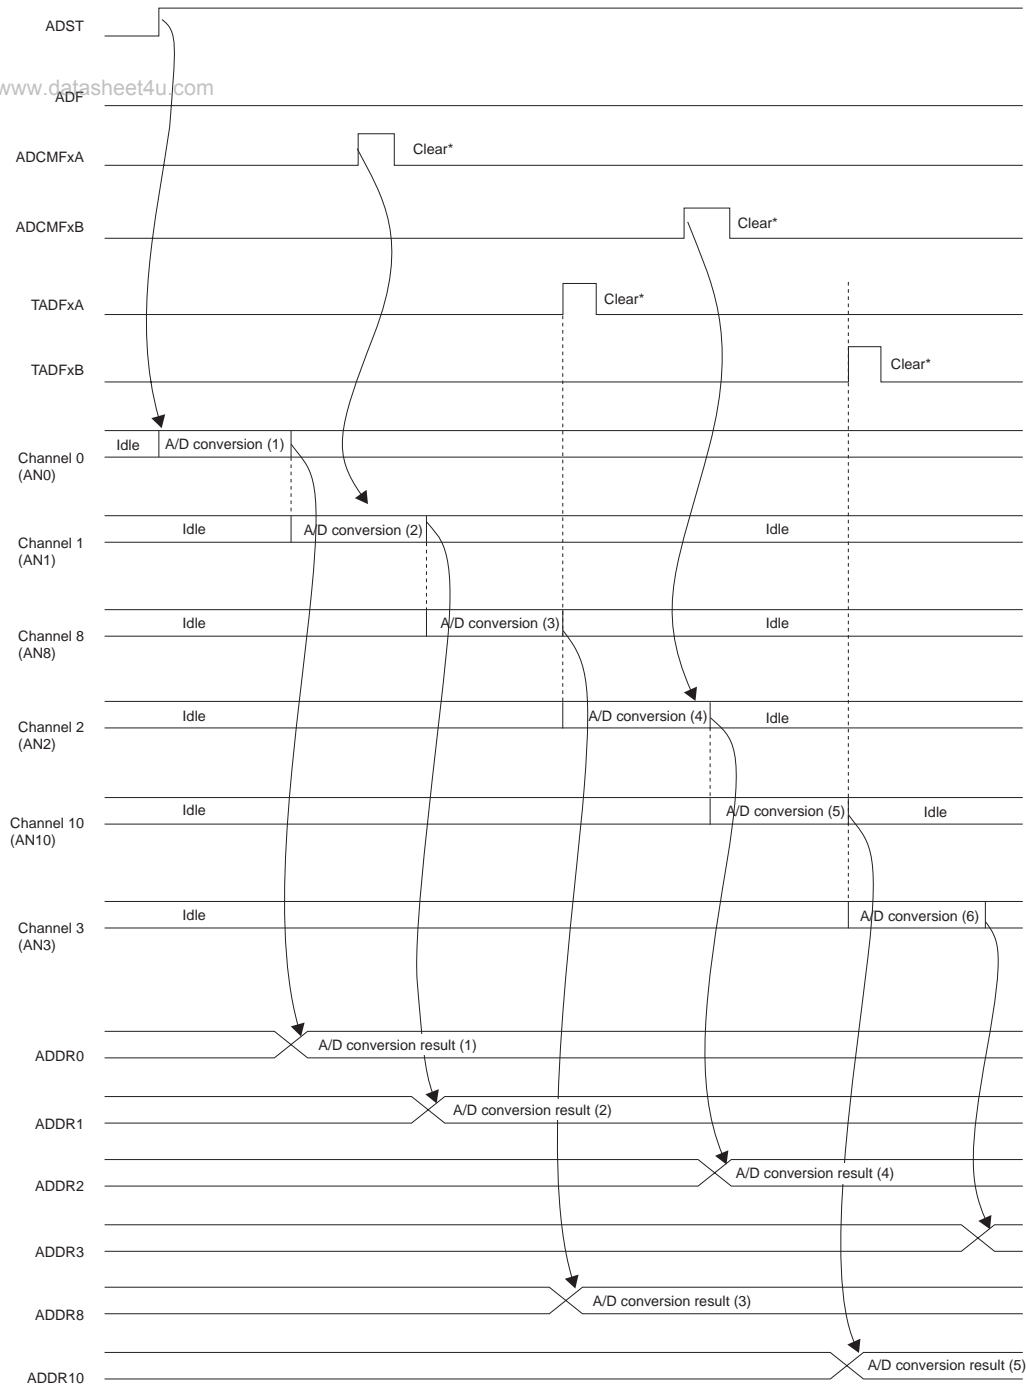 ADST
www.datasheet4u.com
ADF
ADCMFxA
Clear*
ADCMFxB
Clear*
TADFxA
Clear*
TADFxB
Clear*
Idle
A/D conversion (1)
Channel 0
(AN0)
Idle
A/D conversion (2)
Idle
Channel 1
(AN1)
Idle
A/D conversion (3)
Idle
Channel 8
(AN8)
Idle
A/D conversion (4)
Idle
Channel 2
(AN2)
Idle
A/D conversion (5)
Idle
Channel 10
(AN10)
Idle
A/D conversion (6)
Channel 3
(AN3)
A/D conversion result (1)
ADDR0
A/D conversion result (2)
ADDR1
A/D conversion result (4)
ADDR2
ADDR3
A/D conversion result (3)
ADDR8
A/D conversion result (5)
ADDR10